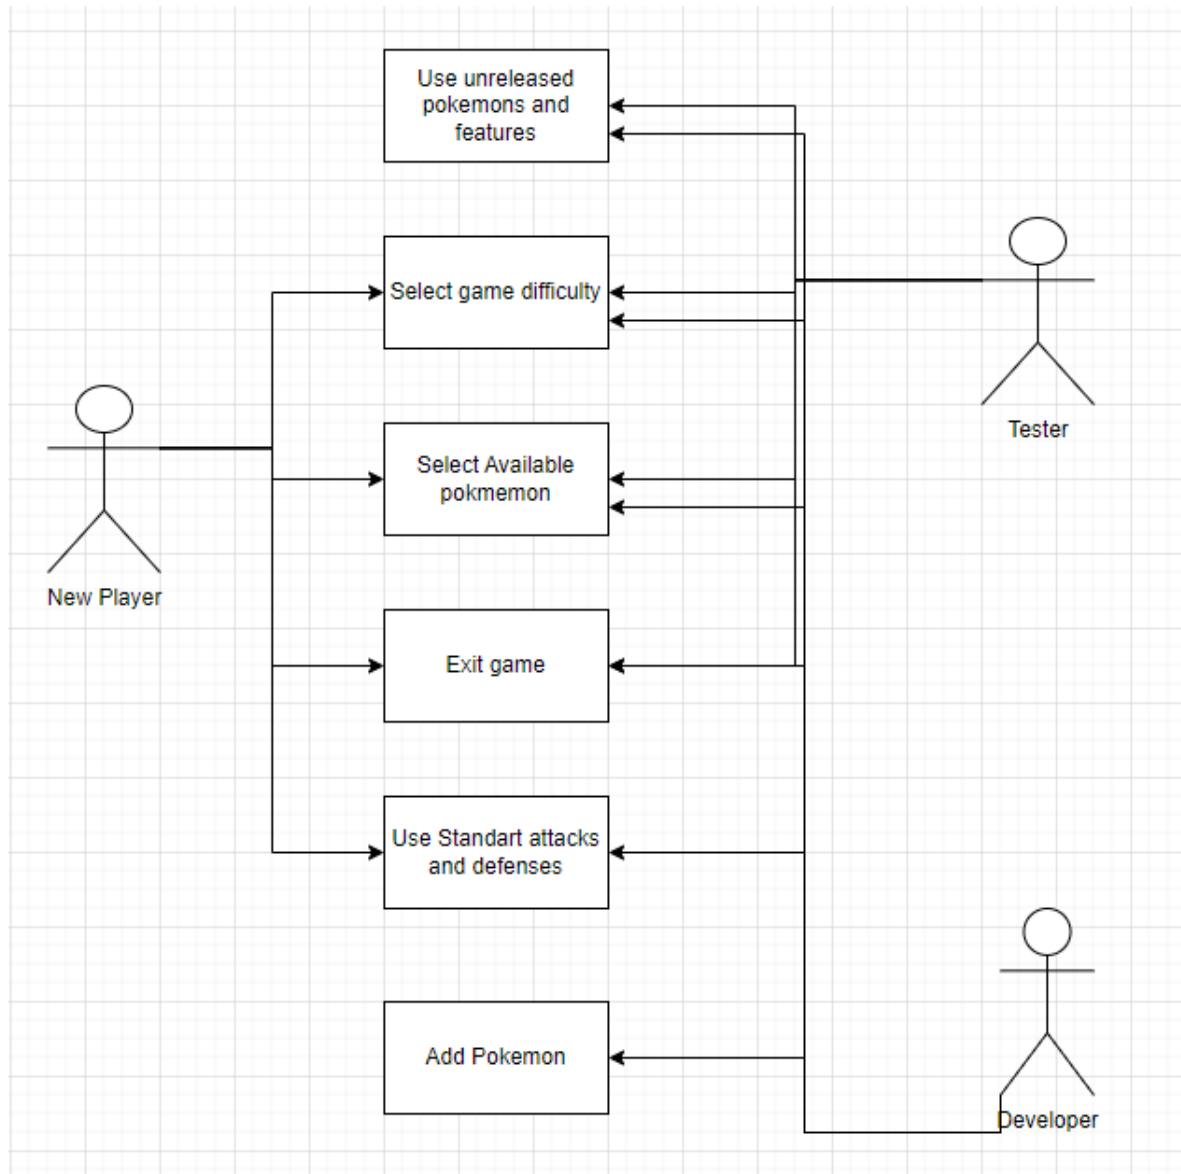 Use unreleased
pokemons and
features
Select game difficulty
Tester
Select Available
pokmemon
New Player
Exit game
Use Standart attacks
and defenses
Add Pokemon
Developer